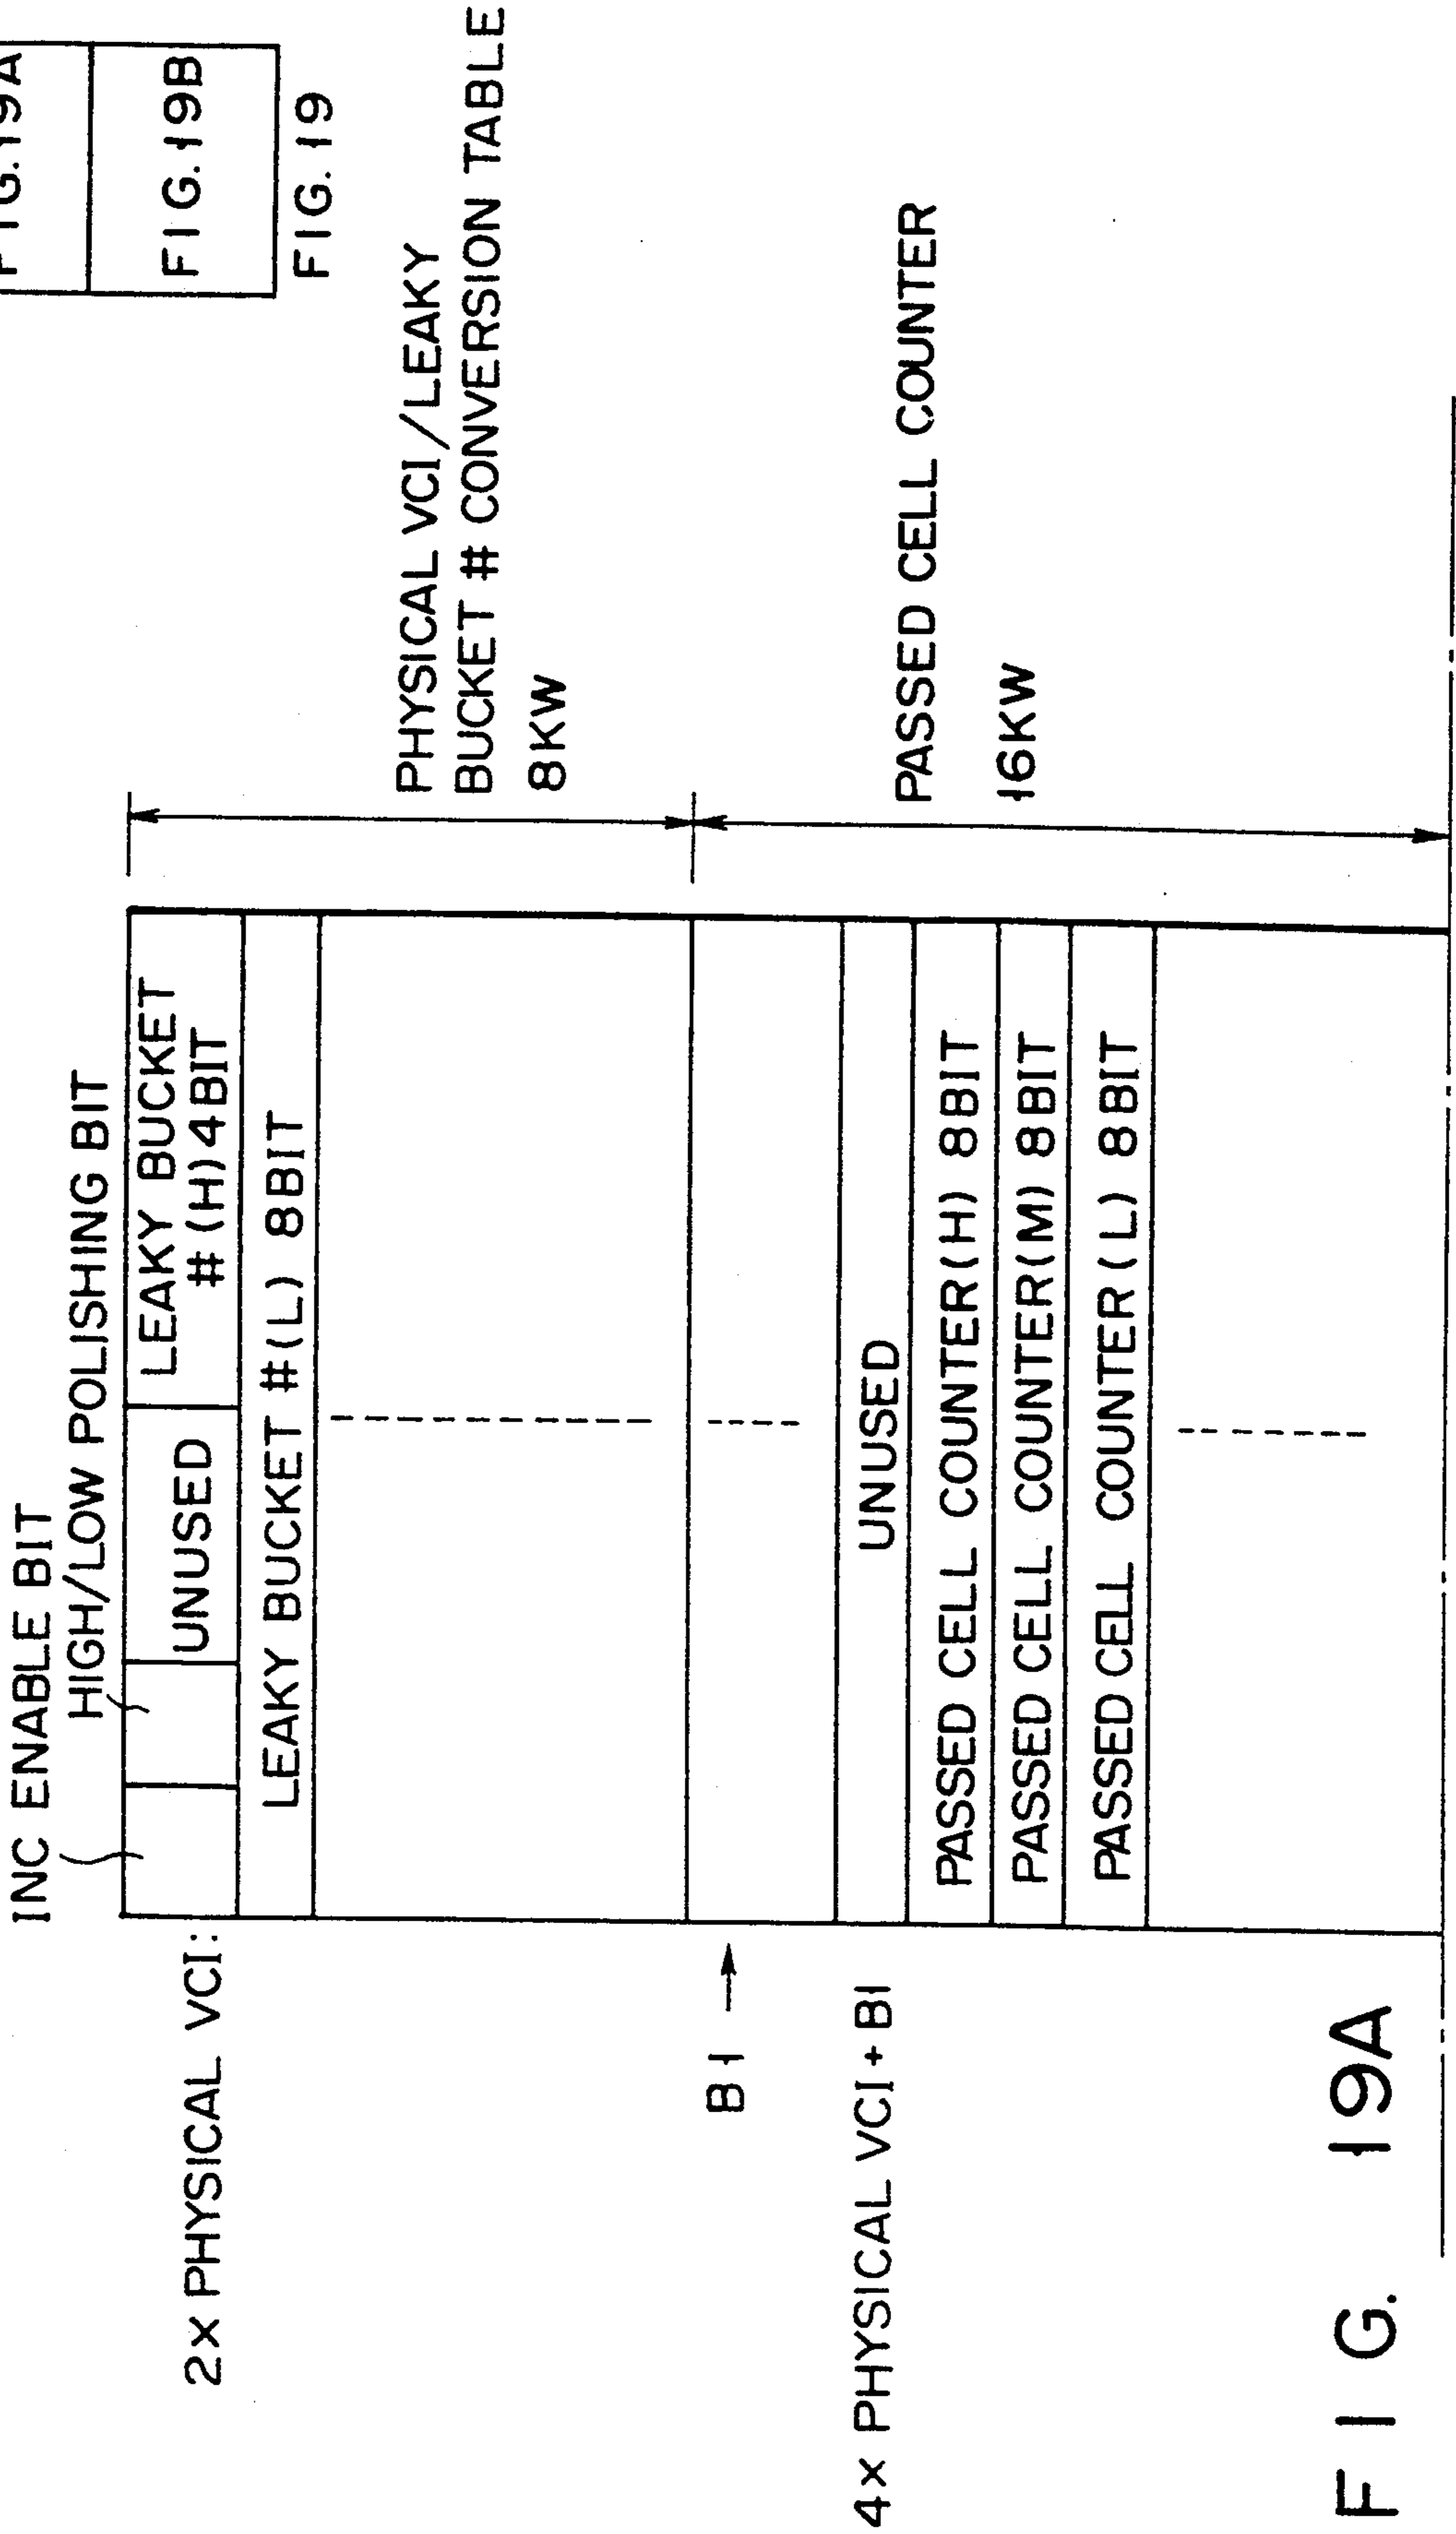 FIG.19A
FIG.19B
FIG.19
INC ENABLE BIT
HIGH/LOW POLISHING BIT
2x PHYSICAL VCI:
UNUSED
LEAKY BUCKET
#(H)4BIT
LEAKY BUCKET #(L) 8BIT
PHYSICAL VCI/LEAKY
BUCKET # CONVERSION TABLE
8KW
B1
4x PHYSICAL VCI+B1
UNUSED
PASSED CELL COUNTER(H) 8BIT
PASSED CELL COUNTER(M) 8BIT
PASSED CELL COUNTER(L) 8BIT
PASSED CELL COUNTER
16KW
FIG. 19A